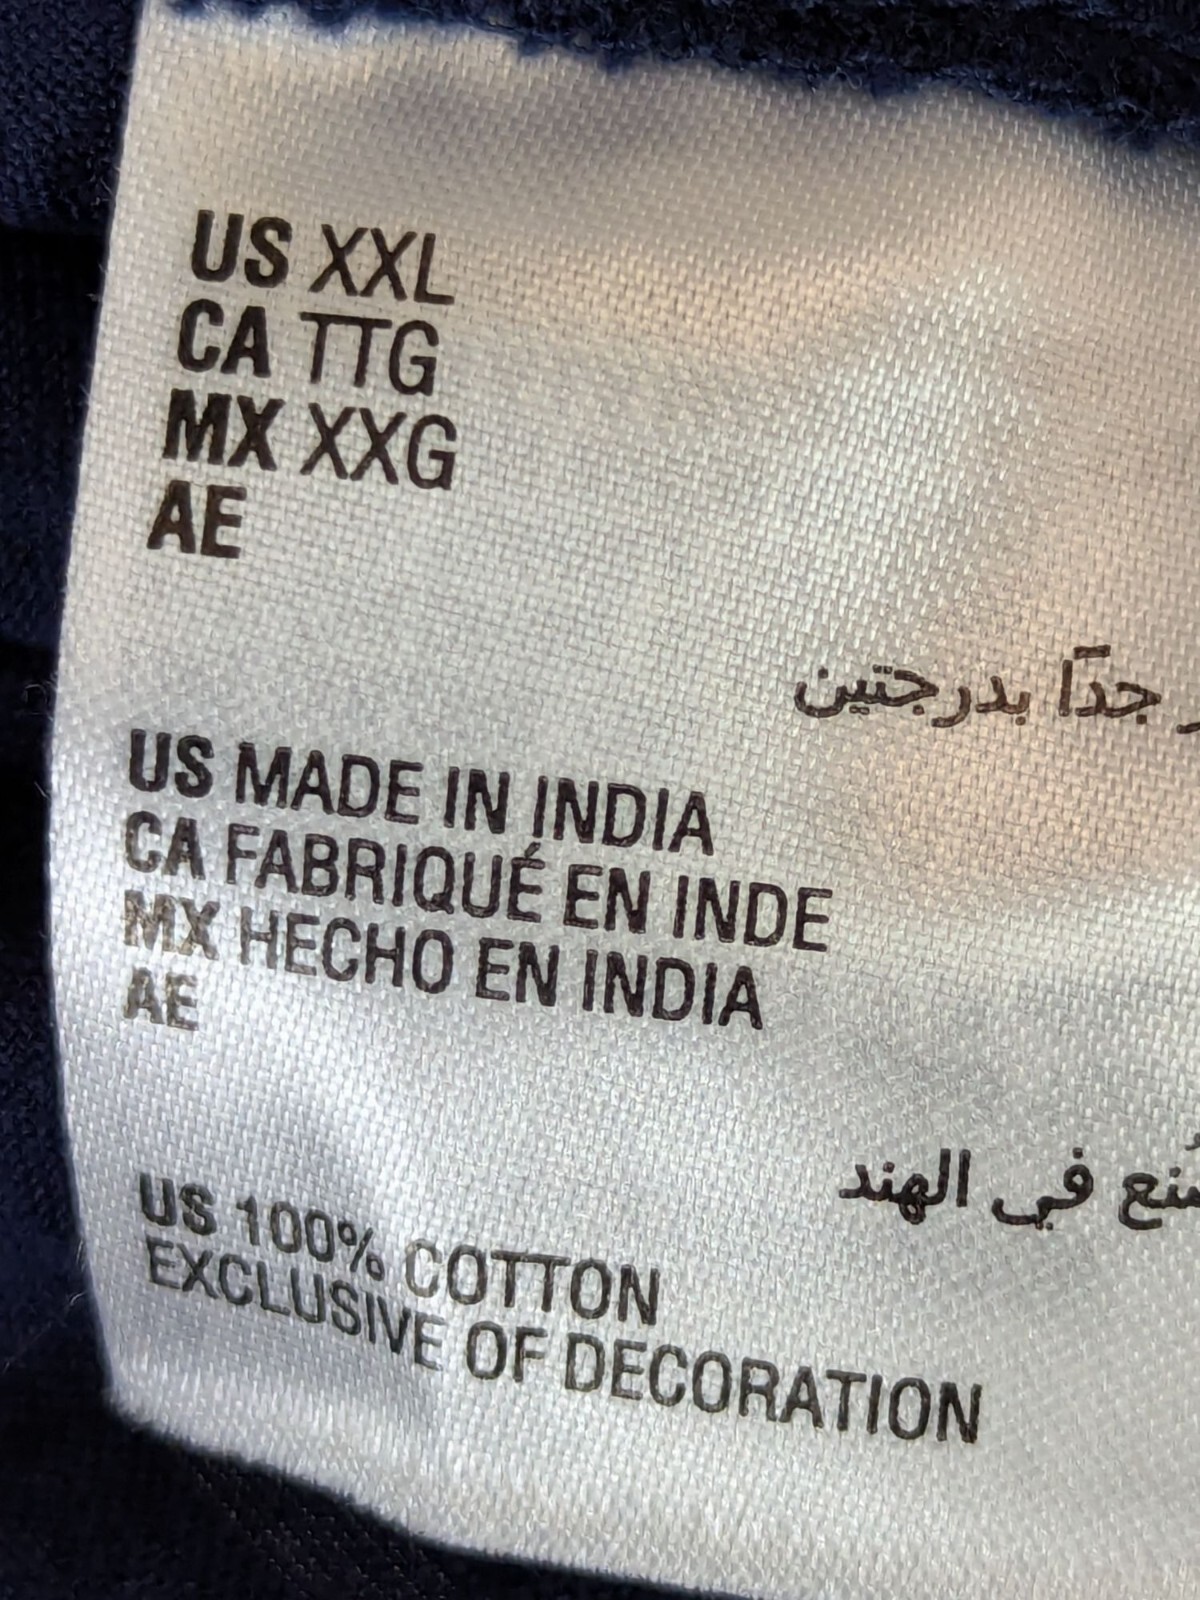 US XXL
CA TTG
MX XXG
AE
جدًا بدرجتين
US MADE IN INDIA
CA FABRIQUÉ EN INDE
MX HECHO EN INDIA
AE
في الهند
US 100% COTTON
EXCLUSIVE OF DECORATION